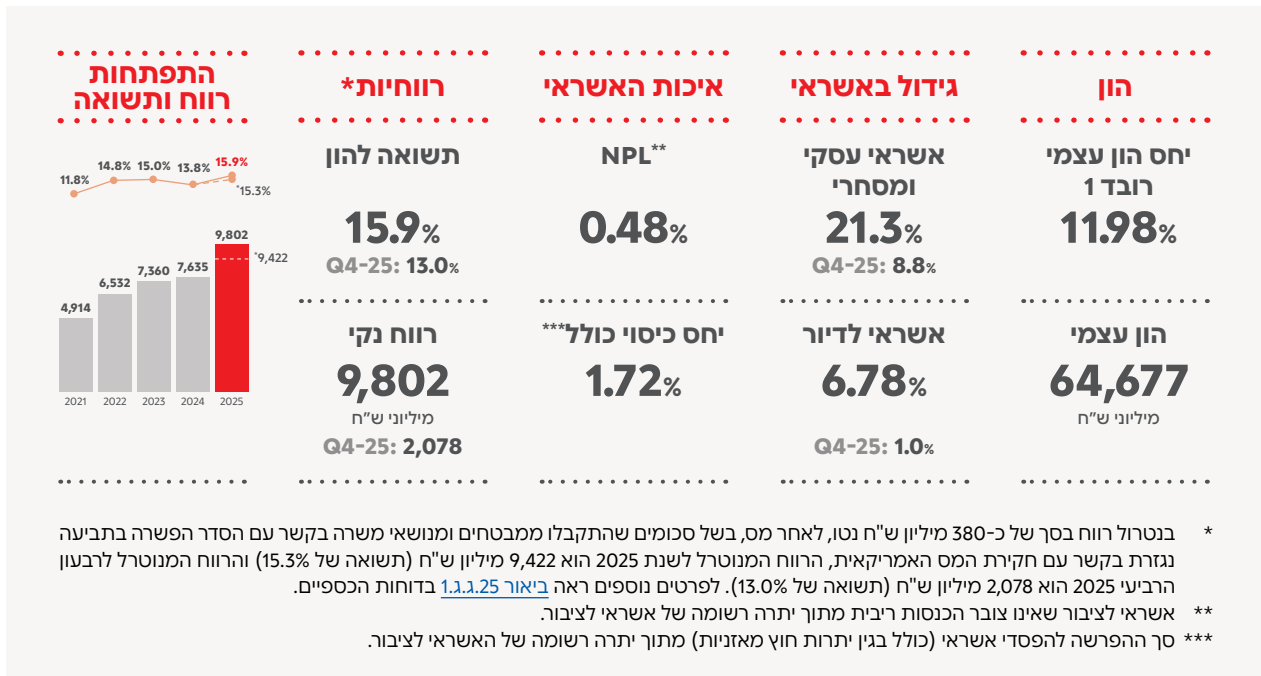 הון
יחס הון עצמי
רובד 1
11.98%
הון עצמי
64,677
מיליוני ש״ח
גידול באשראי
אשראי עסקי
ומסחרי
21.3%
Q4-25: 8.8%
אשראי לדיור
6.78%
Q4-25: 1.0%
איכות האשראי
NPL**
0.48%
יחס כיסוי כולל***
1.72%
רווחיות*
תשואה להון
15.9%
Q4-25: 13.0%
רווח נקי
9,802
מיליוני ש״ח
Q4-25: 2,078
התפתחות
רווח ותשואה
11.8% 14.8% 15.0% 13.8% 15.9%
*15.3%
4,914 6,532 7,360 7,635 9,802
*9,422
2021 2022 2023 2024 2025
* בנטרול רווח בסך של כ-380 מיליון ש"ח נטו, לאחר מס, בשל סכומים שהתקבלו ממבטחים ומנושאי משרה בקשר עם הסדר הפשרה בתביעה
נגזרת בקשר עם חקירת המס האמריקאית, הרווח המנוטרל לשנת 2025 הוא 9,422 מיליון ש"ח (תשואה של 15.3%) והרווח המנוטרל לרבעון
הרביעי 2025 הוא 2,078 מיליון ש"ח (תשואה של 13.0%). לפרטים נוספים ראה ביאור 25.ג.ג.1 בדוחות הכספיים.
** אשראי לציבור שאינו צובר הכנסות ריבית מתוך יתרה רשומה של אשראי לציבור.
*** סך ההפרשה להפסדי אשראי (כולל בגין יתרות חוץ מאזניות) מתוך יתרה רשומה של האשראי לציבור.